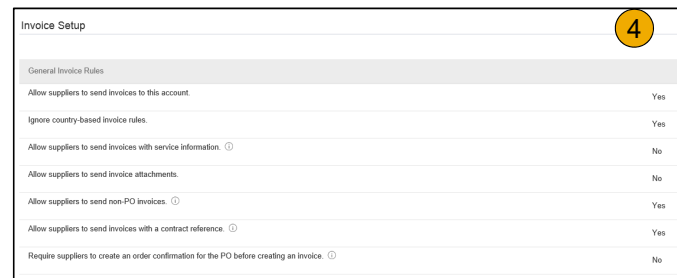 Invoice Setup
4
General Invoice Rules
Allow suppliers to send invoices to this account. Yes
Ignore country-based invoice rules. Yes
Allow suppliers to send invoices with service information. ⓘ No
Allow suppliers to send invoice attachments. No
Allow suppliers to send non-PO invoices. ⓘ Yes
Allow suppliers to send invoices with a contract reference. ⓘ Yes
Require suppliers to create an order confirmation for the PO before creating an invoice. ⓘ No